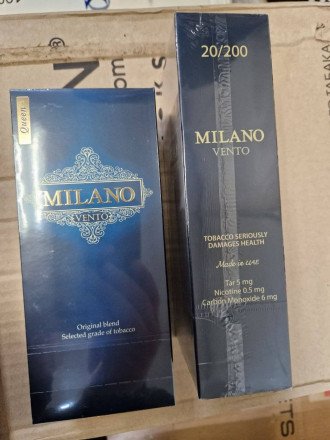 Queen
MILANO
VENTO
Original blend
Selected grade of tobacco
20/200
MILANO
VENTO
TOBACCO SERIOUSLY
DAMAGES HEALTH
Made in UAE
Tar 5 mg
Nicotine 0.5 mg
Carbon Monoxide 6 mg